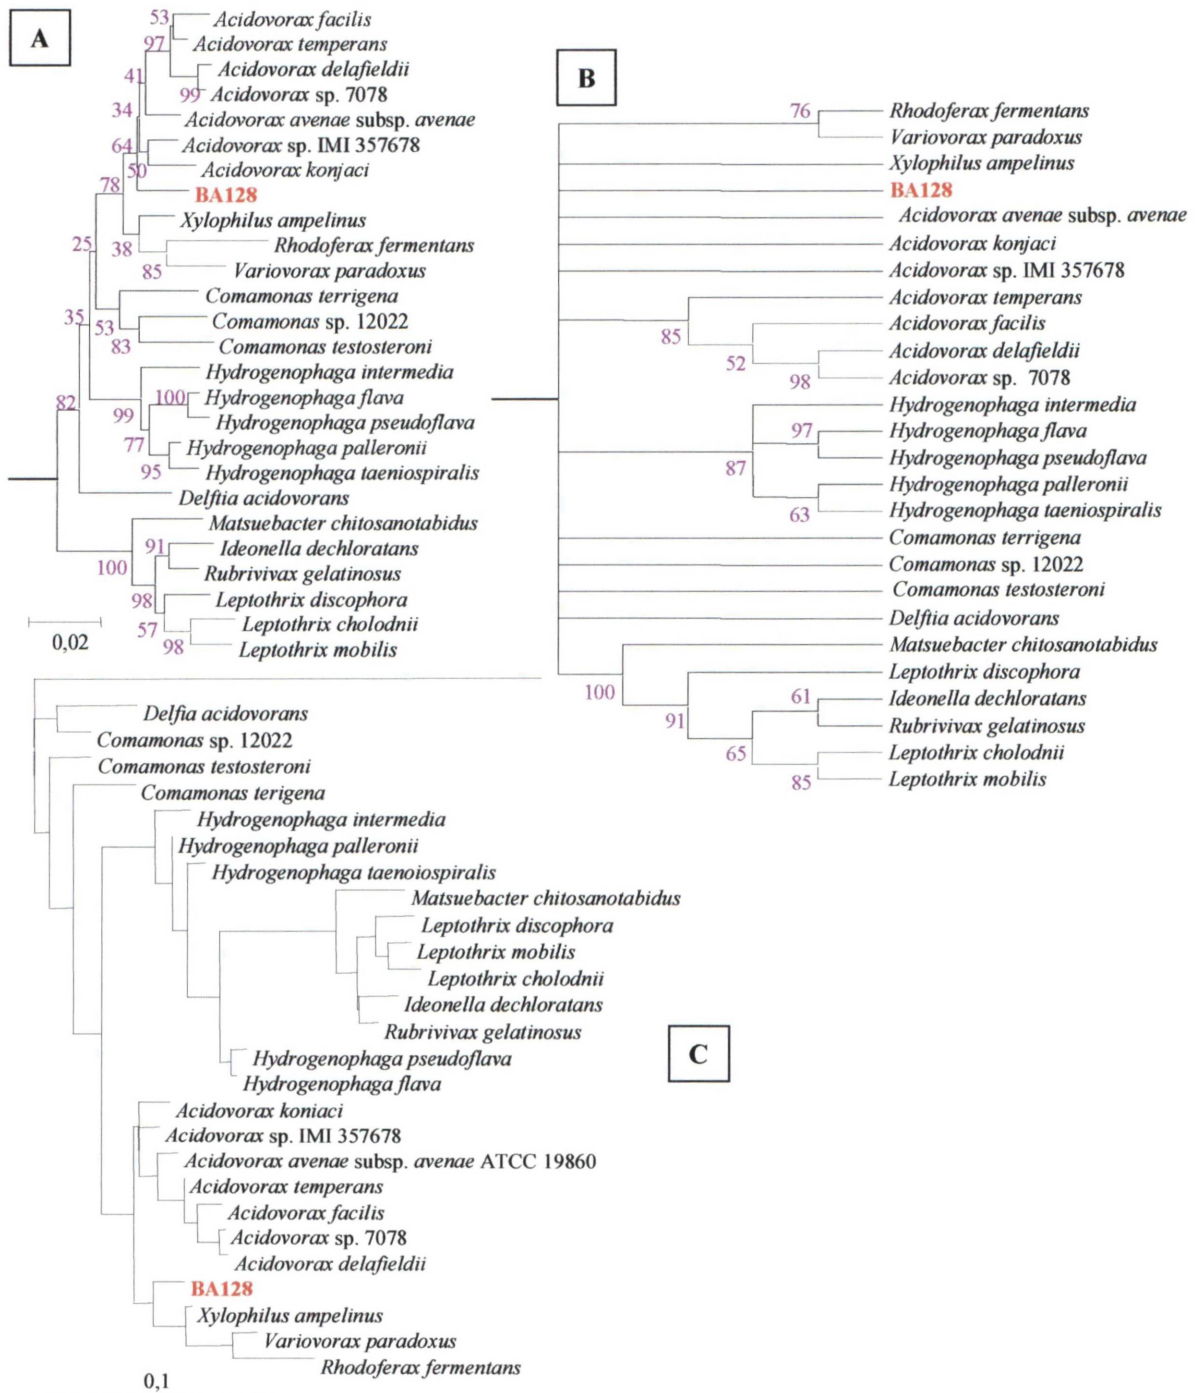 A
53
Acidovorax facilis
97
Acidovorax temperans
41
Acidovorax delafieldii
99
Acidovorax sp. 7078
34
Acidovorax avenae subsp. avenae
64
Acidovorax sp. IMI 357678
50
Acidovorax konjaci
78
BA128
Xylophilus ampelinus
25
38
Rhodoferax fermentans
85
Variovorax paradoxus
Comamonas terrigena
35
53
Comamonas sp. 12022
83
Comamonas testosteroni
Hydrogenophaga intermedia
82
99
100
Hydrogenophaga flava
Hydrogenophaga pseudoflava
77
Hydrogenophaga palleronii
95
Hydrogenophaga taeniospiralis
Delftia acidovorans
Matsuebacter chitosanotabidus
91
Ideonella dechloratans
100
Rubrivivax gelatinosus
98
Leptothrix discophora
57
Leptothrix cholodnii
98
Leptothrix mobilis
0,02
B
76
Rhodoferax fermentans
Variovorax paradoxus
Xylophilus ampelinus
BA128
Acidovorax avenae subsp. avenae
Acidovorax konjaci
Acidovorax sp. IMI 357678
Acidovorax temperans
85
Acidovorax facilis
52
Acidovorax delafieldii
98
Acidovorax sp. 7078
Hydrogenophaga intermedia
97
Hydrogenophaga flava
87
Hydrogenophaga pseudoflava
Hydrogenophaga palleronii
63
Hydrogenophaga taeniospiralis
Comamonas terrigena
Comamonas sp. 12022
Comamonas testosteroni
Delftia acidovorans
Matsuebacter chitosanotabidus
100
Leptothrix discophora
91
61
Ideonella dechloratans
Rubrivivax gelatinosus
65
Leptothrix cholodnii
85
Leptothrix mobilis
Delfia acidovorans
Comamonas sp. 12022
Comamonas testosteroni
Comamonas terigena
Hydrogenophaga intermedia
Hydrogenophaga palleronii
Hydrogenophaga taenoiospiralis
Matsuebacter chitosanotabidus
Leptothrix discophora
Leptothrix mobilis
Leptothrix cholodnii
Ideonella dechloratans
Rubrivivax gelatinosus
C
Hydrogenophaga pseudoflava
Hydrogenophaga flava
Acidovorax koniaci
Acidovorax sp. IMI 357678
Acidovorax avenae subsp. avenae ATCC 19860
Acidovorax temperans
Acidovorax facilis
Acidovorax sp. 7078
Acidovorax delafieldii
BA128
Xylophilus ampelinus
Variovorax paradoxus
Rhodoferax fermentans
0,1